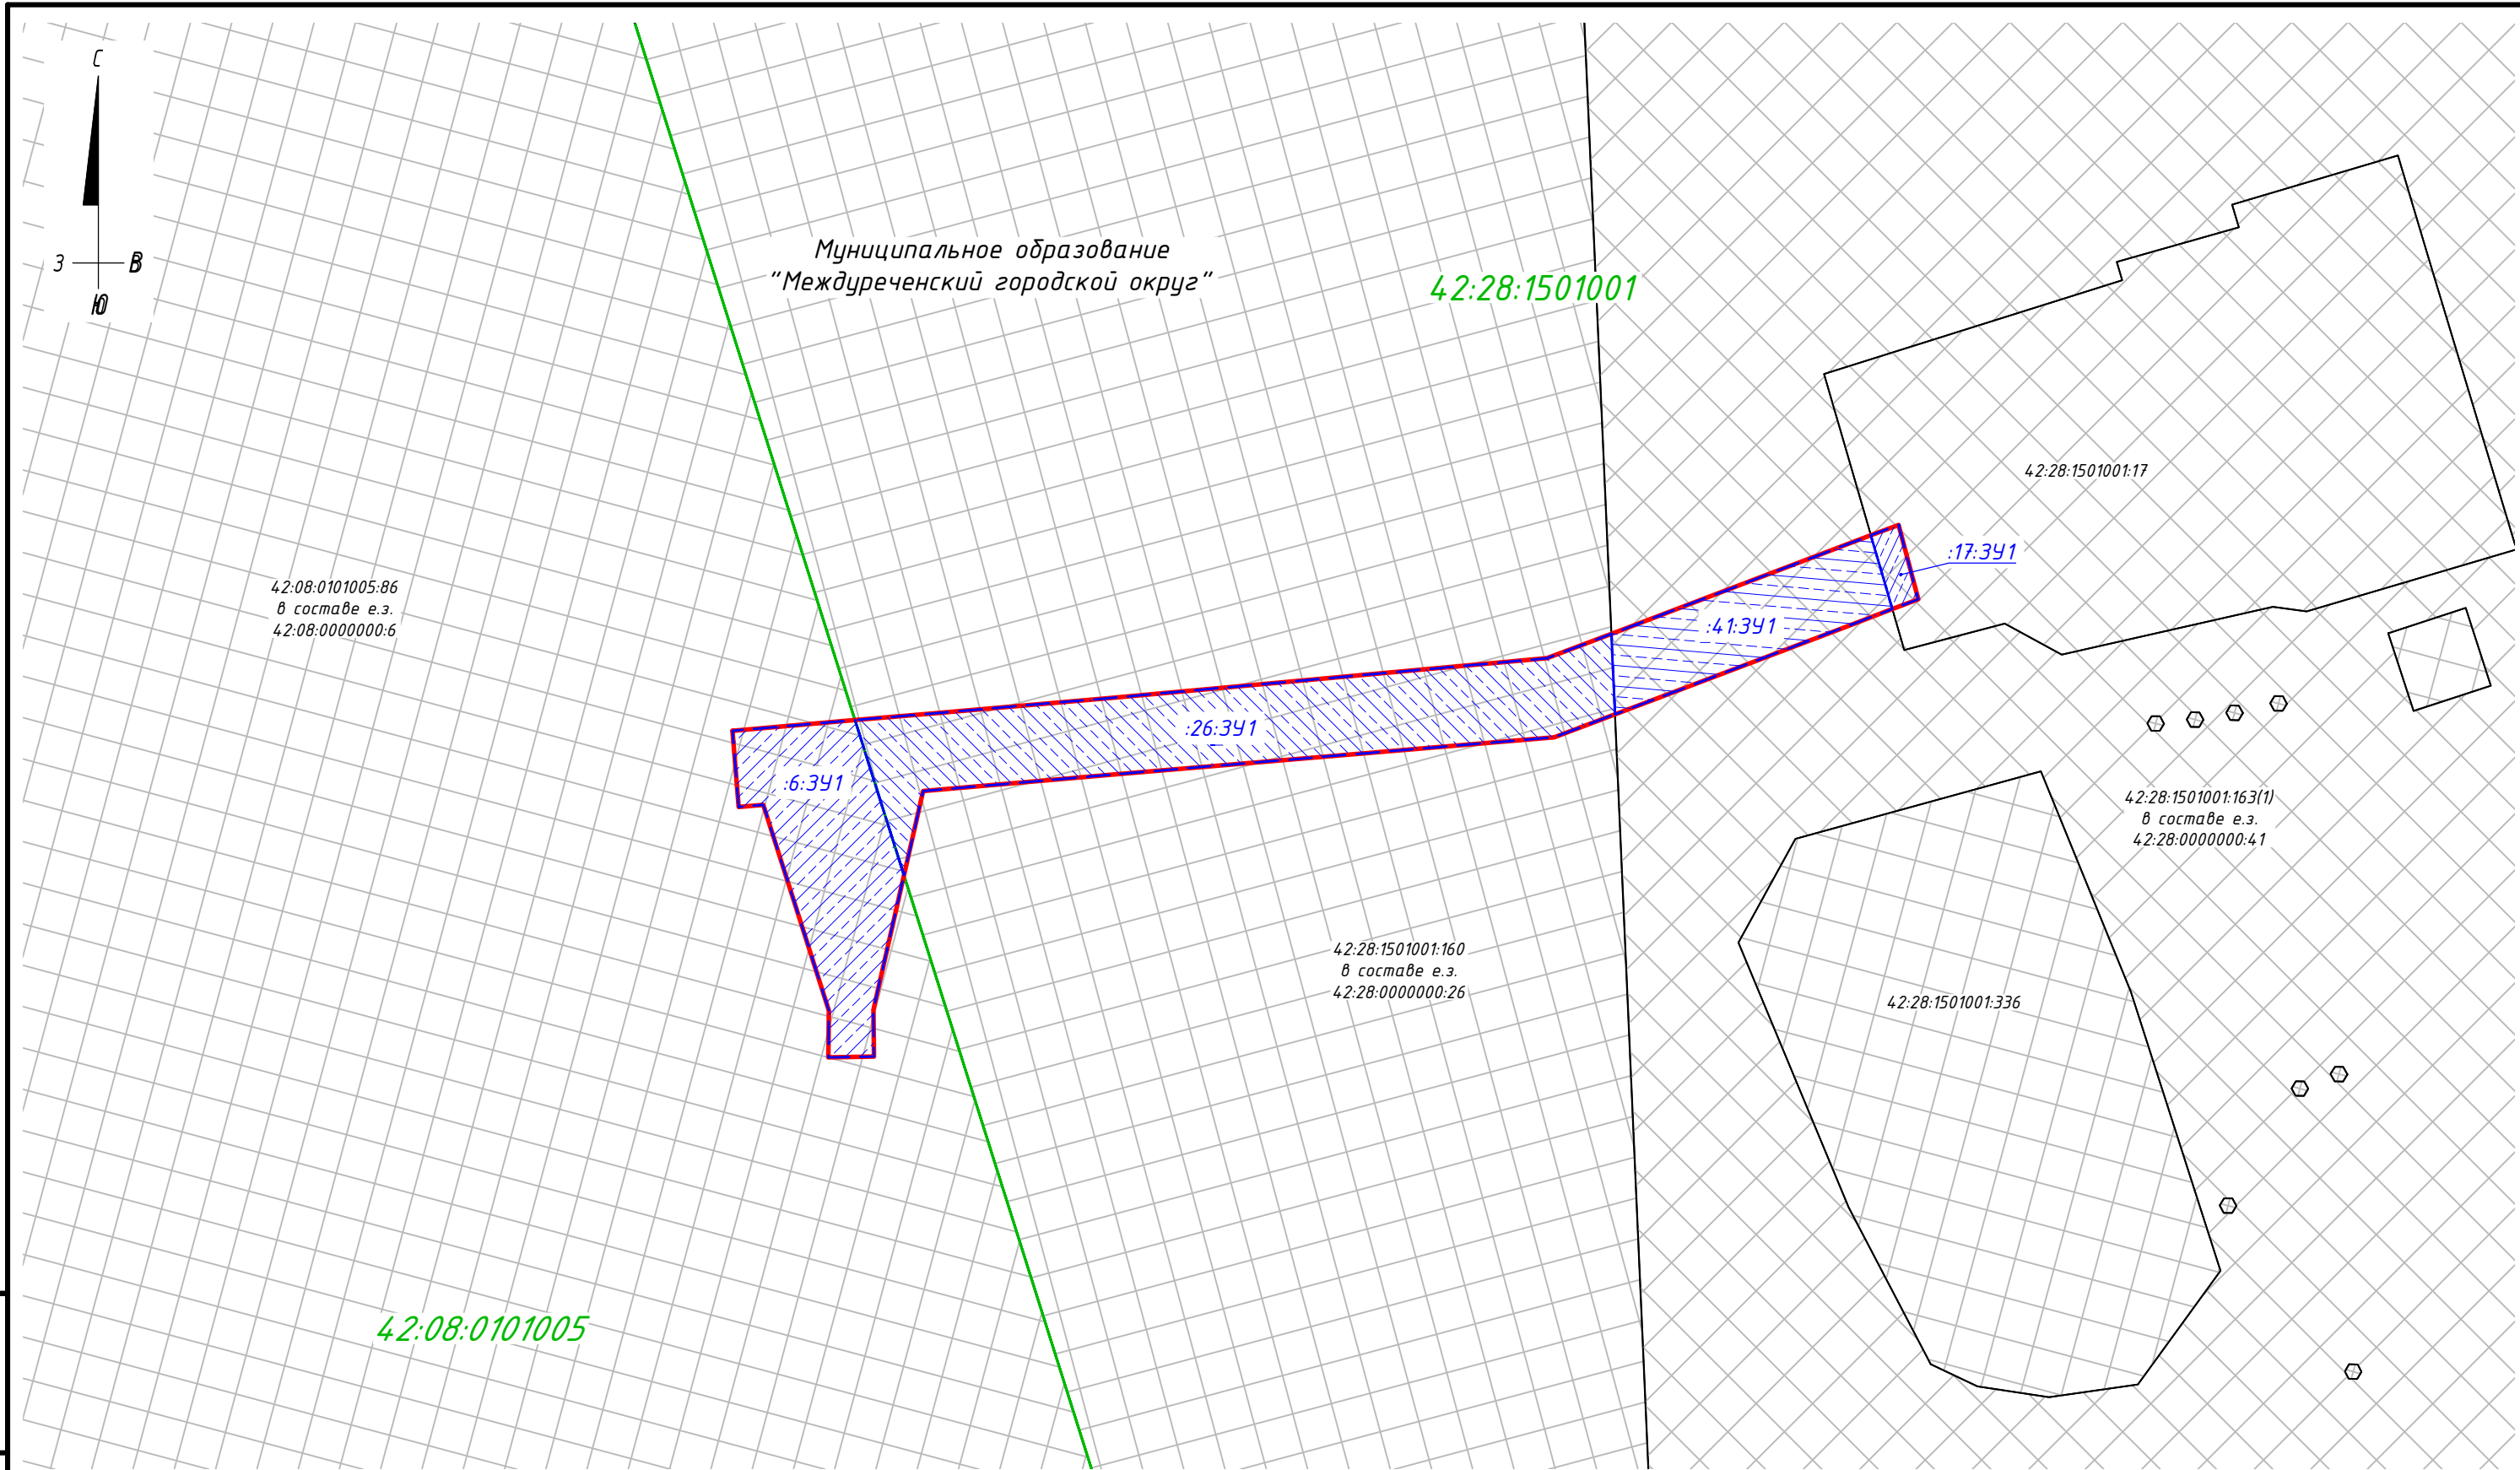 С
З
В
Ю
Муниципальное образование
"Междуреченский городской округ"
42:28:1501001
42:28:1501001:17
:17:ЗУ1
42:08:0101005:86
в составе е.з.
42:08:0000000:6
:41:ЗУ1
:26:ЗУ1
:6:ЗУ1
42:28:1501001:163(1)
в составе е.з.
42:28:0000000:41
42:28:1501001:160
в составе е.з.
42:28:0000000:26
42:28:1501001:336
42:08:0101005